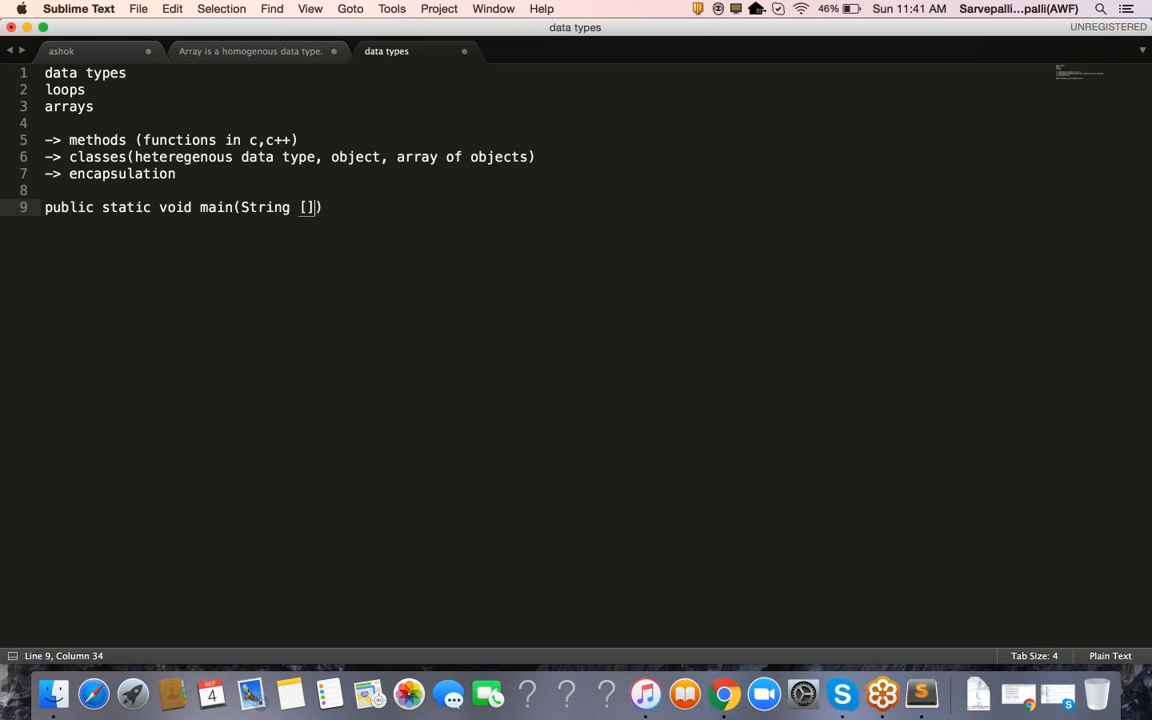 Sublime Text File Edit Selection Find View Goto Tools Project Window Help 46% Sun 11:41 AM Sarvepalli...palli(AWF)
data types UNREGISTERED
ashok Array is a homogenous data type. data types
1 data types
2 loops
3 arrays
4
5 -> methods (functions in c,c++)
6 -> classes(heteregenous data type, object, array of objects)
7 -> encapsulation
8
9 public static void main(String [])
Line 9, Column 34 Tab Size: 4 Plain Text
SEP
4